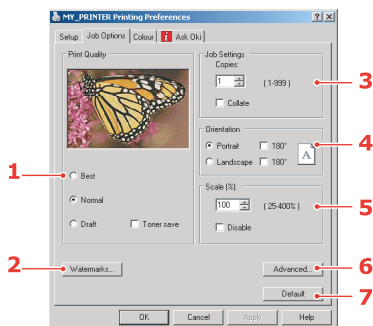 MY_PRINTER Printing Preferences ? X
Setup Job Options Colour i Ask Oki
Print Quality
1
Best
Normal
Draft Toner save
2
Watermarks...
Job Settings
Copies:
1 (1-999) 3
Collate
Orientation
Portrait 180° 4
Landscape 180° A
Scale (%):
100 (25-400%) 5
Disable
Advanced... 6
Default 7
OK Cancel Apply Help